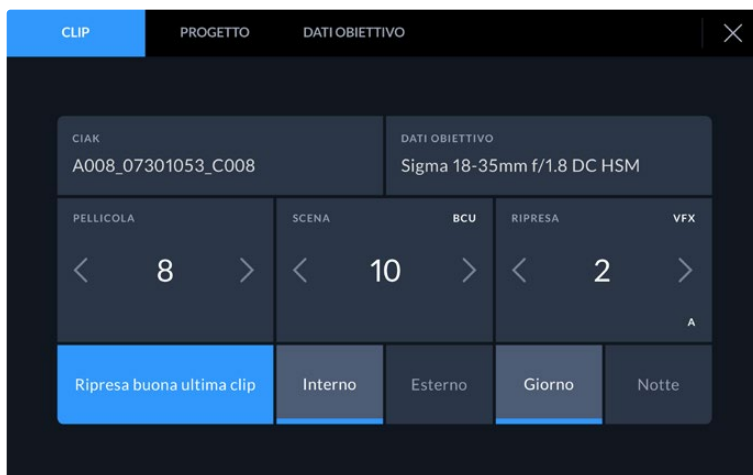 CLIP PROGETTO DATI OBIETTIVO
CIAK DATI OBIETTIVO
A008_07301053_C008 Sigma 18-35mm f/1.8 DC HSM
PELLICOLA SCENA BCU RIPRESA VFX
8 10 2
A
Ripresa buona ultima clip Interno Esterno Giorno Notte